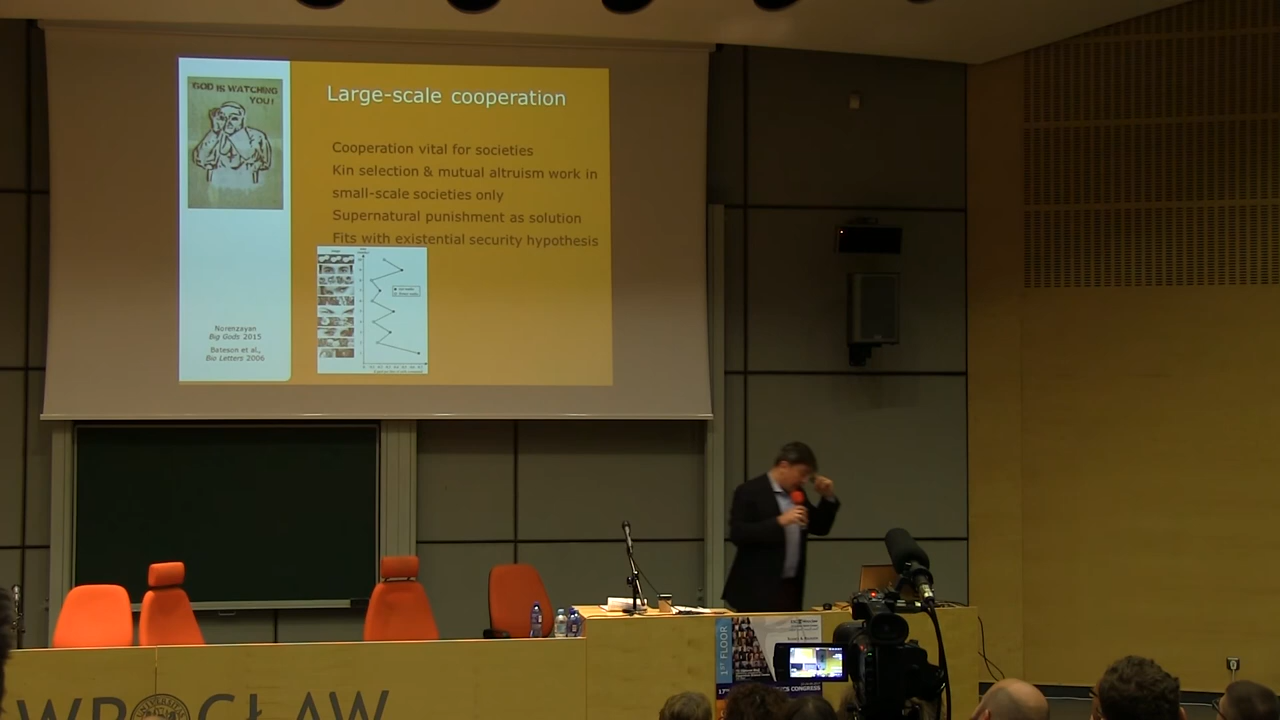 GOD IS WATCHING
YOU!
Large-scale cooperation
Cooperation vital for societies
Kin selection & mutual altruism work in
small-scale societies only
Supernatural punishment as solution
Fits with existential security hypothesis
Norenzayan
Big Gods 2015
Bateson et al.,
Bio Letters 2006
1ST FLOOR
CONGRESS
WROCŁAW